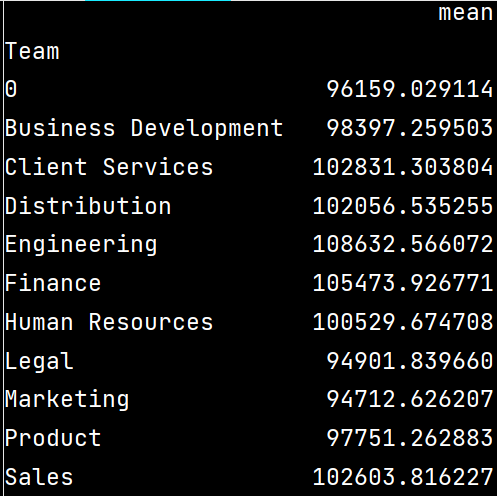 mean
Team
0 96159.029114
Business Development 98397.259503
Client Services 102831.303804
Distribution 102056.535255
Engineering 108632.566072
Finance 105473.926771
Human Resources 100529.674708
Legal 94901.839660
Marketing 94712.626207
Product 97751.262883
Sales 102603.816227